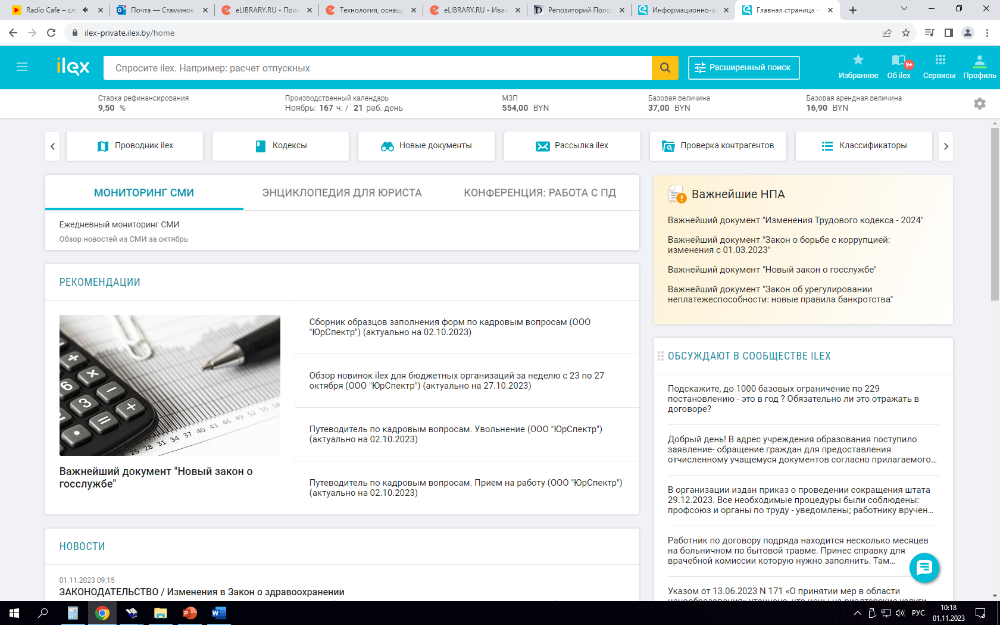 Radio Cafe – слу
Почта — Стаминок
eLIBRARY.RU - Пои
Технология, оснащ
eLIBRARY.RU - Ива
Репозиторий Поло
Информационно-а
Главная страница -
ilex-private.ilex.by/home
ilex
Спросите ilex. Например: расчет отпускных
Расширенный поиск
Избранное
9+
Об ilex
Сервисы
Профиль
Ставка рефинансирования
9,50 %
Производственный календарь
Ноябрь: 167 ч. / 21 раб. день
МЗП
554,00 BYN
Базовая величина
37,00 BYN
Базовая арендная величина
16,90 BYN
Проводник ilex
Кодексы
Новые документы
Рассылка ilex
Проверка контрагентов
Классификаторы
МОНИТОРИНГ СМИ
ЭНЦИКЛОПЕДИЯ ДЛЯ ЮРИСТА
КОНФЕРЕНЦИЯ: РАБОТА С ПД
Ежедневный мониторинг СМИ
Обзор новостей из СМИ за октябрь
РЕКОМЕНДАЦИИ
Важнейший документ "Новый закон о
госслужбе"
Сборник образцов заполнения форм по кадровым вопросам (ООО
"ЮрСпектр") (актуально на 02.10.2023)
Обзор новинок ilex для бюджетных организаций за неделю с 23 по 27
октября (ООО "ЮрСпектр") (актуально на 27.10.2023)
Путеводитель по кадровым вопросам. Увольнение (ООО "ЮрСпектр")
(актуально на 02.10.2023)
Путеводитель по кадровым вопросам. Прием на работу (ООО "ЮрСпектр")
(актуально на 02.10.2023)
НОВОСТИ
01.11.2023 09:15
ЗАКОНОДАТЕЛЬСТВО / Изменения в Закон о здравоохранении
Важнейшие НПА
Важнейший документ "Изменения Трудового кодекса - 2024"
Важнейший документ "Закон о борьбе с коррупцией:
изменения с 01.03.2023"
Важнейший документ "Новый закон о госслужбе"
Важнейший документ "Закон об урегулировании
неплатежеспособности: новые правила банкротства"
ОБСУЖДАЮТ В СООБЩЕСТВЕ ILEX
Подскажите, до 1000 базовых ограничение по 229
постановлению - это в год ? Обязательно ли это отражать в
договоре?
Добрый день! В адрес учреждения образования поступило
заявление- обращение граждан для предоставления
отчисленному учащемуся документов согласно прилагаемого...
В организации издан приказ о проведении сокращения штата
29.12.2023. Все необходимые процедуры были соблюдены:
профсоюз и органы по труду - уведомлены; работнику вручен...
Работник по договору подряда находится несколько месяцев
на больничном по бытовой травме. Принес справку для
врачебной комиссии которую нужно заполнить. Там...
Указом от 13.06.2023 N 171 «О принятии мер в области
ценообразования» уточнено, что цены на риэлтерские услуги
РУС
10:18
01.11.2023